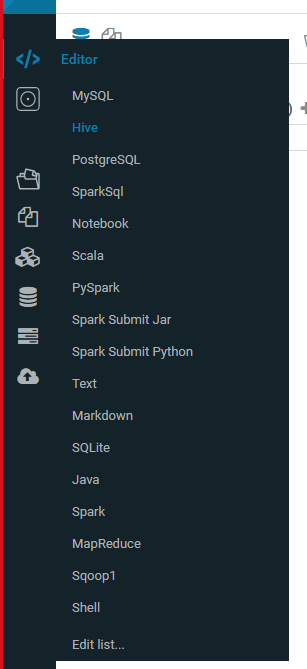 Editor
MySQL
Hive
PostgreSQL
SparkSql
Notebook
Scala
PySpark
Spark Submit Jar
Spark Submit Python
Text
Markdown
SQLite
Java
Spark
MapReduce
Sqoop1
Shell
Edit list...